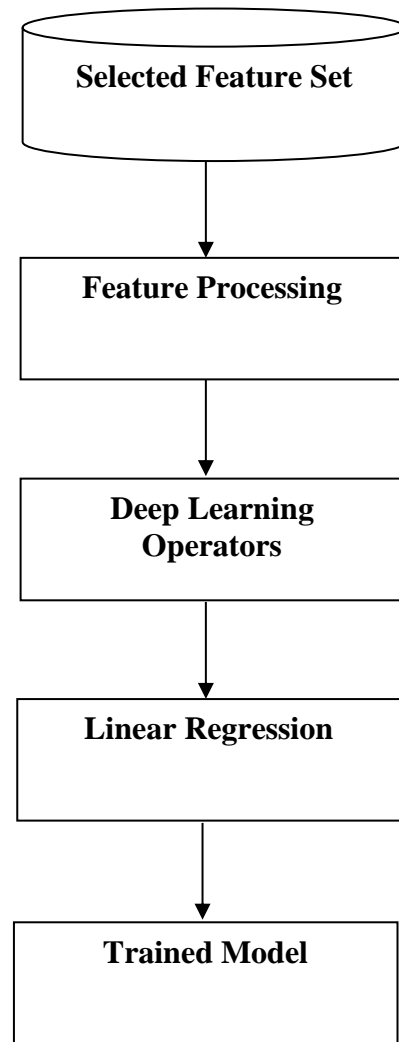 Selected Feature Set
Feature Processing
Deep Learning
Operators
Linear Regression
Trained Model